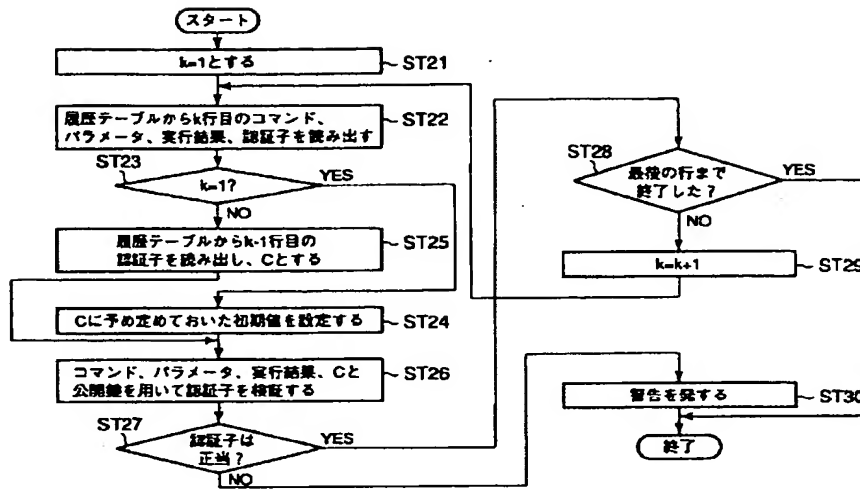 スタート
k=1とする
ST21
履歴テーブルからk行目のコマンド、
パラメータ、実行結果、認証子を読み出す
ST22
ST23
k=1?
YES
NO
履歴テーブルからk-1行目の
認証子を読み出し、Cとする
ST25
Cに予め定めておいた初期値を設定する
ST24
コマンド、パラメータ、実行結果、Cと
公開鍵を用いて認証子を検証する
ST26
ST27
認証子は
正当?
YES
NO
ST28
最後の行まで
終了した?
YES
NO
k=k+1
ST29
警告を発する
ST30
終了